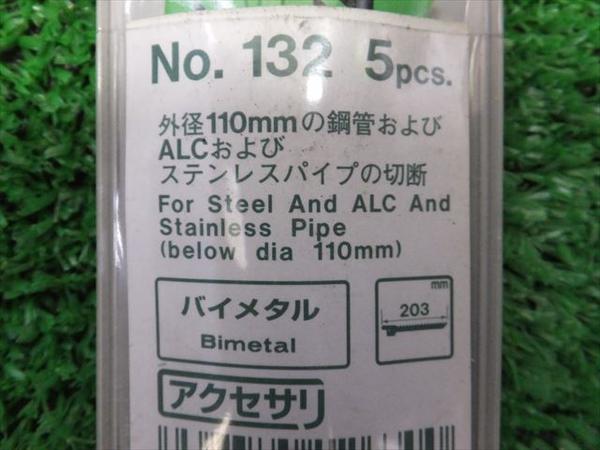 No. 132 5pcs.
外径110mmの鋼管および
ALCおよび
ステンレスパイプの切断
For Steel And ALC And
Stainless Pipe
(below dia 110mm)
バイメタル
Bimetal
mm
203
アクセサリ